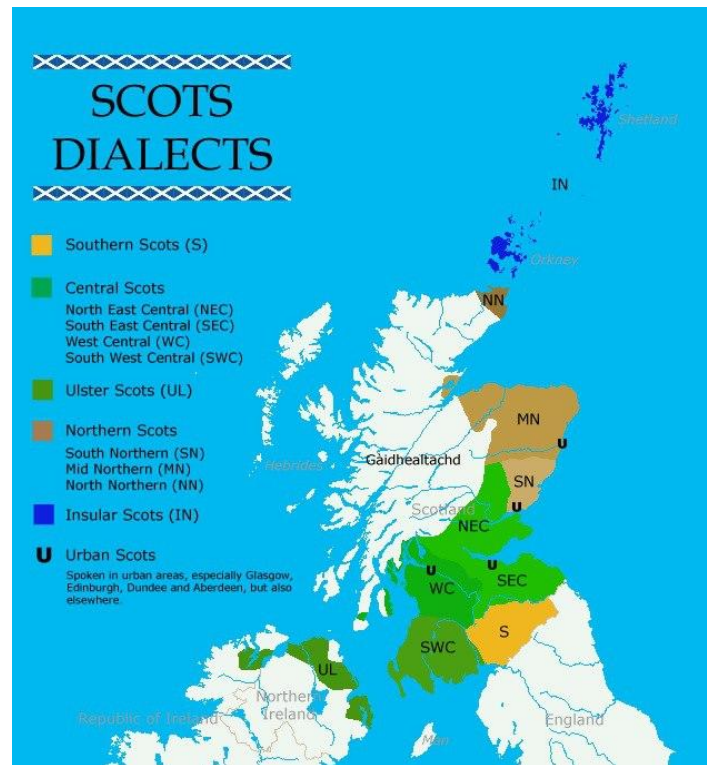 SCOTS
DIALECTS
Southern Scots (S)
Central Scots
North East Central (NEC)
South East Central (SEC)
West Central (WC)
South West Central (SWC)
Ulster Scots (UL)
Northern Scots
South Northern (SN)
Mid Northern (MN)
North Northern (NN)
Insular Scots (IN)
U Urban Scots
Spoken in urban areas, especially Glasgow,
Edinburgh, Dundee and Aberdeen, but also
elsewhere.
Shetland
IN
Orkney
NN
MN
U
Gàidhealtachd
Hebrides
SN
U
Scotland
NEC
U
U
WC
SEC
S
SWC
UL
Northern
Ireland
Republic of Ireland
Man
England